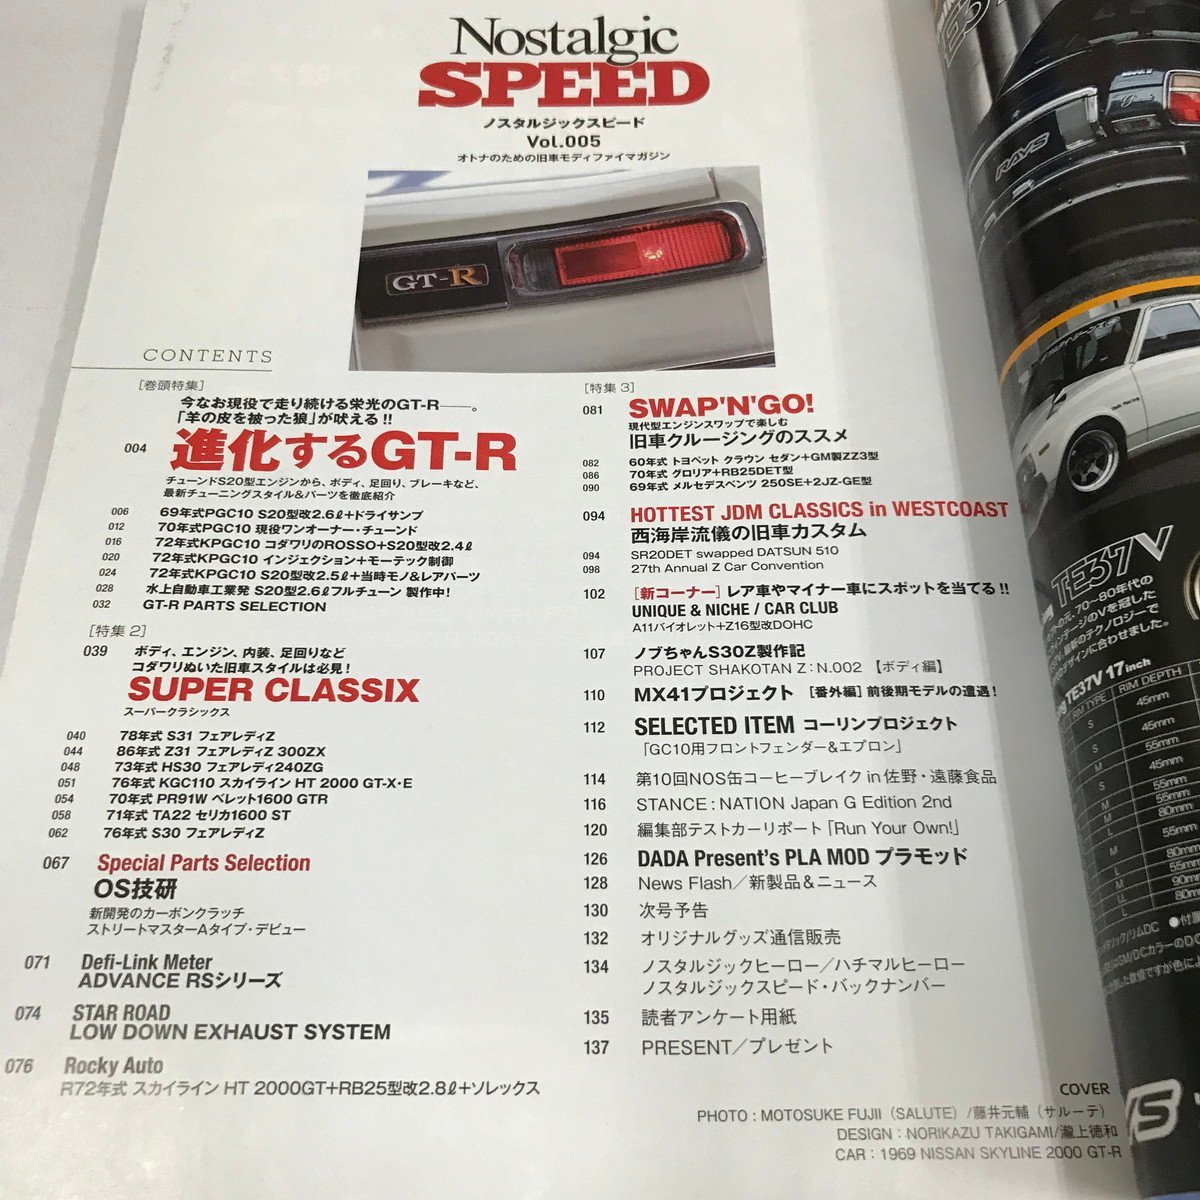 Nostalgic
SPEED
ノスタルジックスピード
Vol.005
オトナのための旧車モディファイマガジン
GT-R
CONTENTS
[巻頭特集]
今なお現役で走り続ける栄光のGT-R——。
「羊の皮を被った狼」が吠える!!
004 進化するGT-R
チューンドS20型エンジンから、ボディ、足回り、ブレーキなど、
最新チューニングスタイル&パーツを徹底紹介
006 69年式PGC10 S20型改2.6ℓ+ドライサンプ
012 70年式PGC10 現役ワンオーナー・チューンド
016 72年式KPGC10 コダワリのROSSO+S20型改2.4ℓ
020 72年式KPGC10 インジェクション+モーテック制御
024 72年式KPGC10 S20型改2.5ℓ+当時モノ&レアパーツ
028 水上自動車工業発 S20型2.6ℓフルチューン 製作中!
032 GT-R PARTS SELECTION
[特集2]
039 ボディ、エンジン、内装、足回りなど
コダワリぬいた旧車スタイルは必見!
SUPER CLASSIX
スーパークラシックス
040 78年式 S31 フェアレディZ
044 86年式 Z31 フェアレディZ 300ZX
048 73年式 HS30 フェアレディ240ZG
051 76年式 KGC110 スカイライン HT 2000 GT-X・E
054 70年式 PR91W ベレット1600 GTR
058 71年式 TA22 セリカ1600 ST
062 76年式 S30 フェアレディZ
067 Special Parts Selection
OS技研
新開発のカーボンクラッチ
ストリートマスターAタイプ・デビュー
071 Defi-Link Meter
ADVANCE RSシリーズ
074 STAR ROAD
LOW DOWN EXHAUST SYSTEM
076 Rocky Auto
R72年式 スカイライン HT 2000GT+RB25型改2.8ℓ+ソレックス
[特集3]
081 SWAP'N'GO!
現代型エンジンスワップで楽しむ
旧車クルージングのススメ
082 60年式 トヨペット クラウン セダン+GM製ZZ3型
086 70年式 グロリア+RB25DET型
090 69年式 メルセデスベンツ 250SE+2JZ-GE型
094 HOTTEST JDM CLASSICS in WESTCOAST
西海岸流儀の旧車カスタム
094 SR20DET swapped DATSUN 510
098 27th Annual Z Car Convention
102 [新コーナー] レア車やマイナー車にスポットを当てる!!
UNIQUE & NICHE / CAR CLUB
A11バイオレット+Z16型改DOHC
107 ノブちゃんS30Z製作記
PROJECT SHAKOTAN Z:N.002 【ボディ編】
110 MX41プロジェクト [番外編] 前後期モデルの遭遇!
112 SELECTED ITEM コーリンプロジェクト
「GC10用フロントフェンダー&エプロン」
114 第10回NOS缶コーヒーブレイク in 佐野・遠藤食品
116 STANCE:NATION Japan G Edition 2nd
120 編集部テストカーリポート「Run Your Own!」
126 DADA Present's PLA MOD プラモッド
128 News Flash／新製品&ニュース
130 次号予告
132 オリジナルグッズ通信販売
134 ノスタルジックヒーロー／ハチマルヒーロー
ノスタルジックスピード・バックナンバー
135 読者アンケート用紙
137 PRESENT／プレゼント
COVER
PHOTO : MOTOSUKE FUJII (SALUTE) /藤井元輔 (サルーテ)
DESIGN : NORIKAZU TAKIGAMI/瀧上徳和
CAR : 1969 NISSAN SKYLINE 2000 GT-R
RAYS
TE37V
TE37V 17inch
RIM TYPE RIM DEPTH
S 45mm